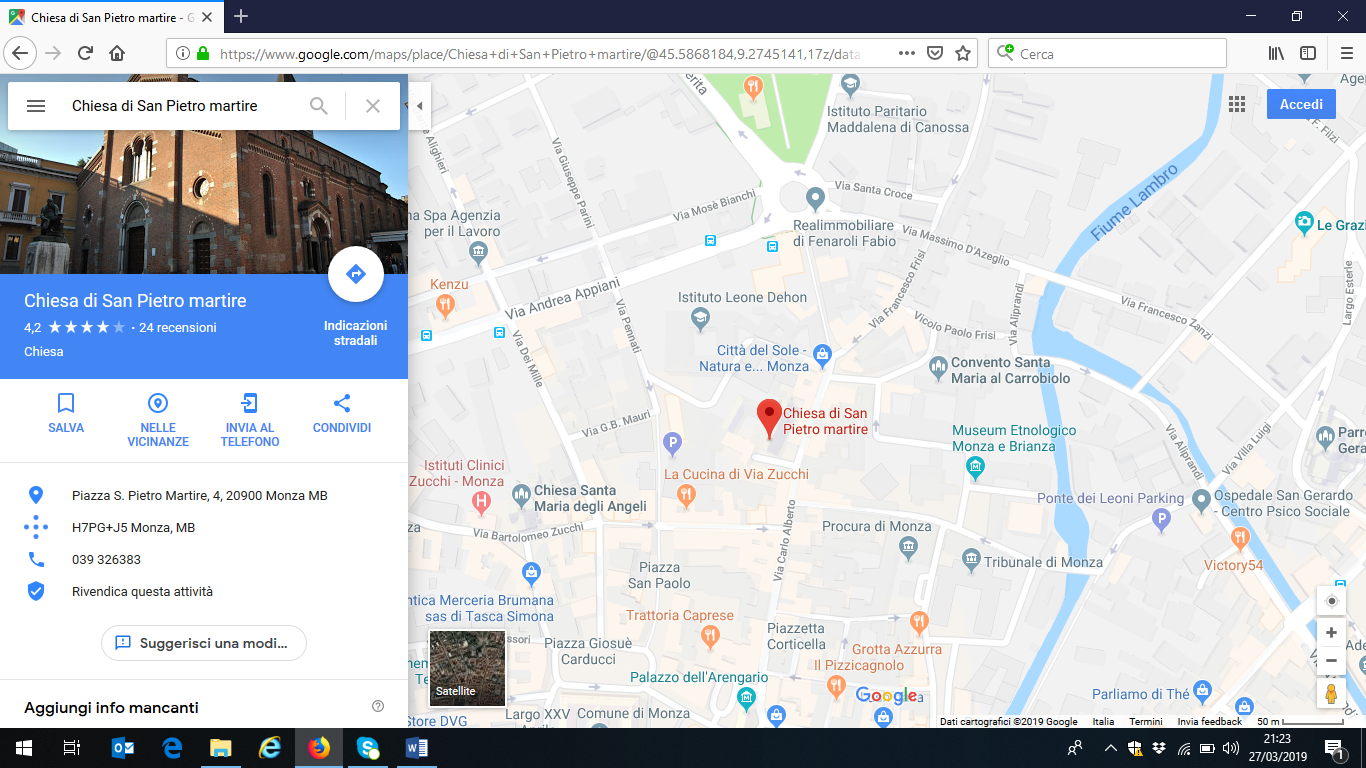 Chiesa di San Pietro martire - G
https://www.google.com/maps/place/Chiesa+di+San+Pietro+martire/@45.5868184,9.2745141,17z/data
Cerca
Chiesa di San Pietro martire
Chiesa di San Pietro martire
4,2
· 24 recensioni
Chiesa
Indicazioni
stradali
SALVA
NELLE
VICINANZE
INVIA AL
TELEFONO
CONDIVIDI
Piazza S. Pietro Martire, 4, 20900 Monza MB
H7PG+J5 Monza, MB
039 326383
Rivendica questa attività
Suggerisci una modi...
Aggiungi info mancanti
Accedi
Istituto Paritario
Maddalena di Canossa
Via Giuseppe Parini
Via Santa Croce
Via Mosè Bianchi
Fiume Lambro
na Spa Agenzia
per il Lavoro
Realimmobiliare
di Fenaroli Fabio
Via Massimo D'Azeglio
Le Grazi
Kenzu
Via Andrea Appiani
Istituto Leone Dehon
Via Francesco Frisi
Via Aliprandi
Via Francesco Zanzi
Largo Esterle
Via Pennati
Vicolo Paolo Frisi
Città del Sole -
Natura e... Monza
Convento Santa
Maria al Carrobiolo
Via Dei Mille
Via G.B. Mauri
Chiesa di San
Pietro martire
Museum Etnologico
Monza e Brianza
Via Aliprandi
Via Villa Luigi
Parro
Gera
Istituti Clinici
Zucchi - Monza
La Cucina di Via Zucchi
Chiesa Santa
Maria degli Angeli
Ponte dei Leoni Parking
Ospedale San Gerardo
- Centro Psico Sociale
Via Bartolomeo Zucchi
Via Carlo Alberto
Procura di Monza
Tribunale di Monza
Victory54
Piazza
San Paolo
ntica Merceria Brumana
sas di Tasca Simona
Trattoria Caprese
Piazza Giosuè
Carducci
Piazzetta
Corticella
Grotta Azzurra
Il Pizzicagnolo
Palazzo dell'Arengario
Parliamo di Thé
Satellite
Store DVG
Largo XXV
Comune di Monza
Google
Dati cartografici ©2019 Google
Italia
Termini
Invia feedback
50 m
21:23
27/03/2019
1